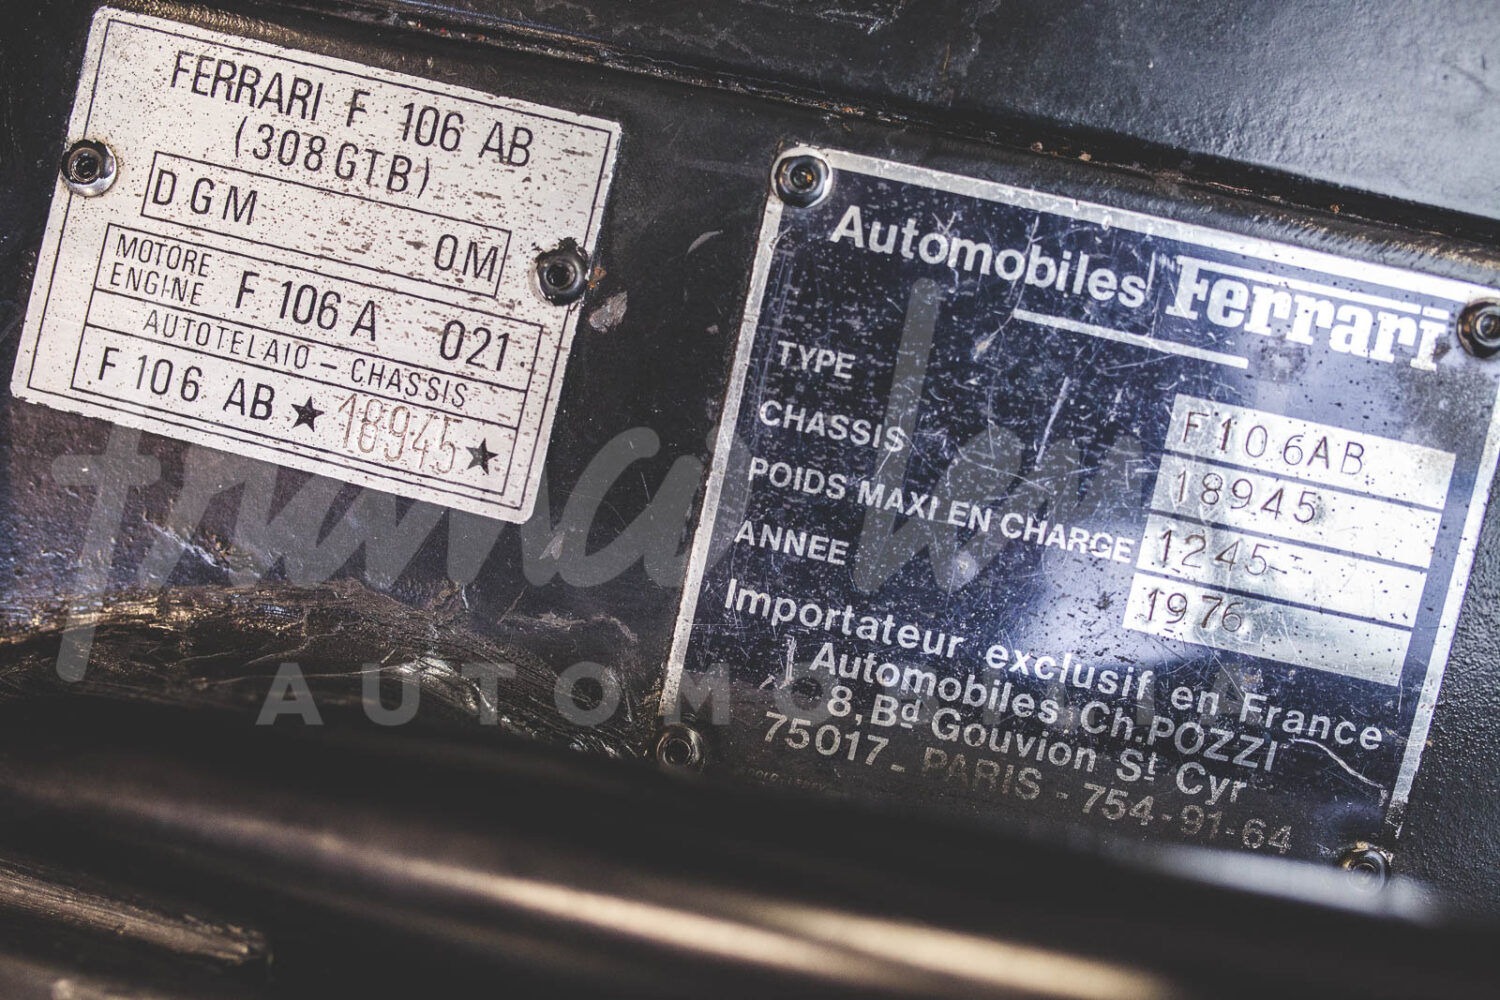 FERRARI F 106 AB
(308 GTB)
DGM OM
MOTORE
ENGINE F 106 A 021
AUTOTELAIO - CHASSIS
F 106 AB ★ 18945 ★
Automobiles Ferrari
TYPE F106AB
CHASSIS 18945
POIDS MAXI EN CHARGE 1245-
ANNEE 1976
Importateur exclusif en France
Automobiles Ch.POZZI
8, Bd Gouvion St Cyr
75017 - PARIS - 754-91-64